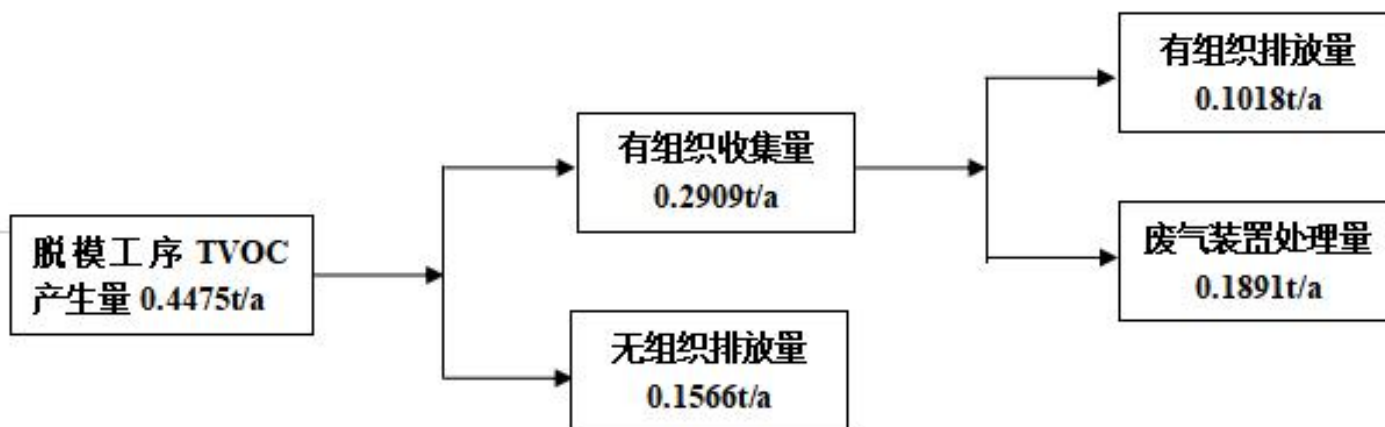 脱模工序 TVOC
产生量 0.4475t/a
有组织收集量
0.2909t/a
无组织排放量
0.1566t/a
有组织排放量
0.1018t/a
废气装置处理量
0.1891t/a